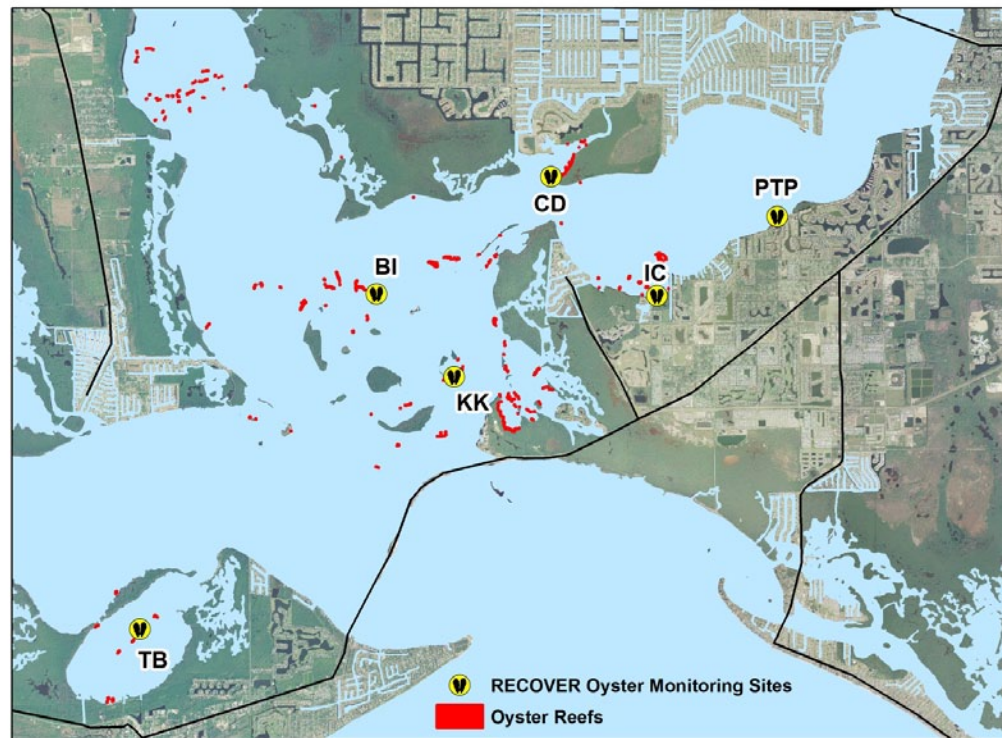 CD
PTP
BI
IC
KK
TB
RECOVER Oyster Monitoring Sites
Oyster Reefs